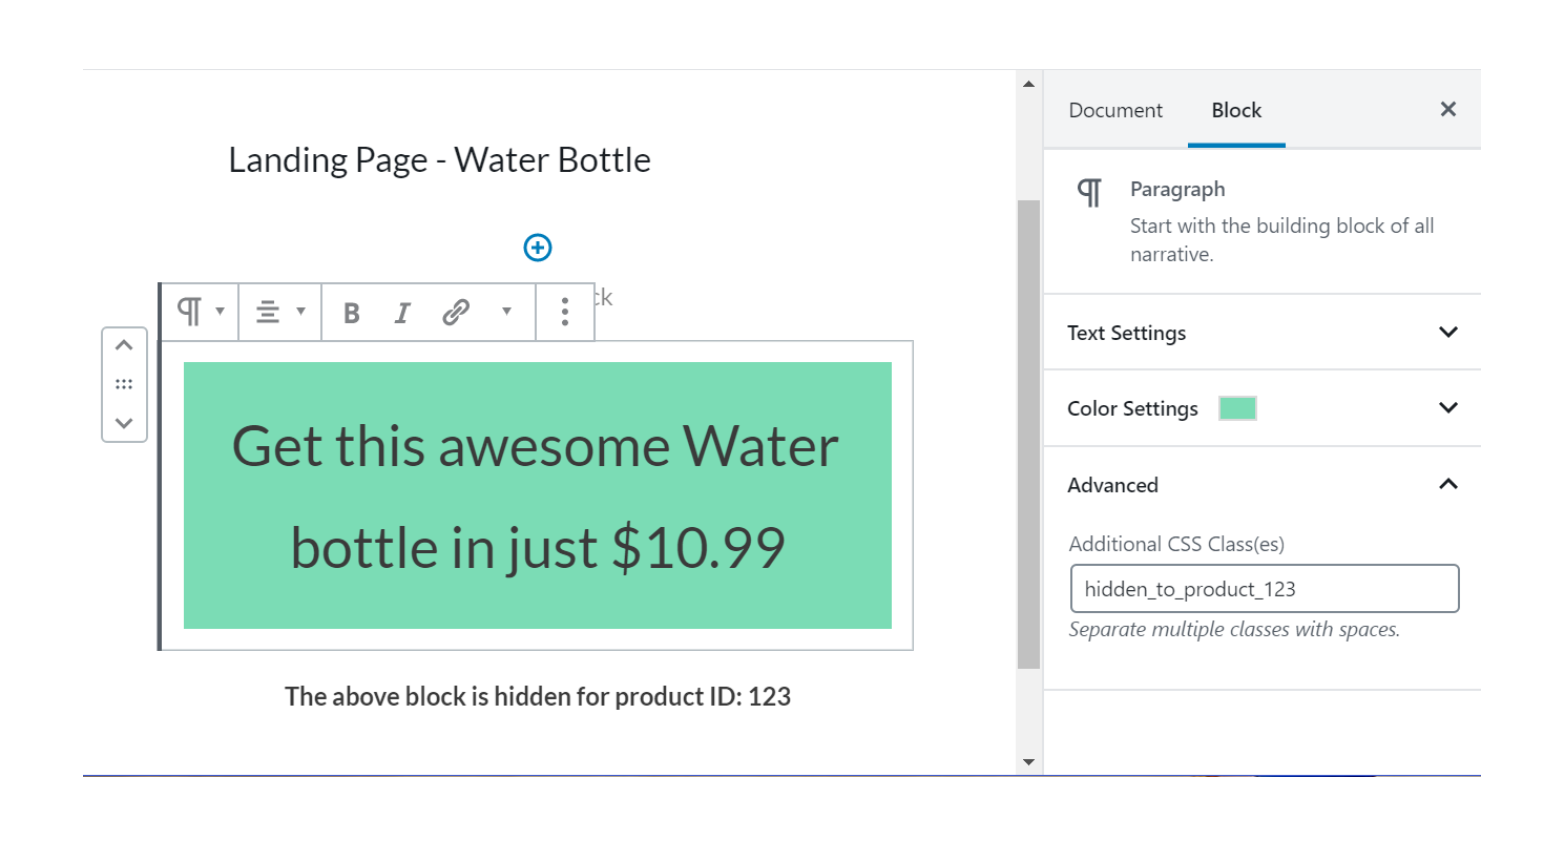 Document Block
Landing Page - Water Bottle
Paragraph
Start with the building block of all
narrative.
B I
ck
Text Settings
Color Settings
Get this awesome Water
bottle in just $10.99
Advanced
Additional CSS Class(es)
hidden_to_product_123
Separate multiple classes with spaces.
The above block is hidden for product ID: 123